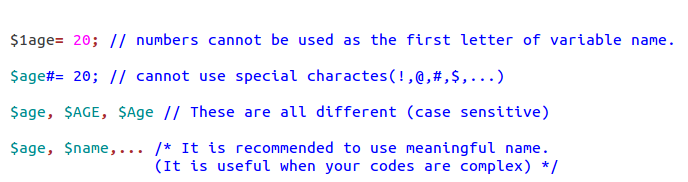 $1age= 20; // numbers cannot be used as the first letter of variable name.
$age#= 20; // cannot use special charactes(!,@,#,$,...)
$age, $AGE, $Age // These are all different (case sensitive)
$age, $name,... /* It is recommended to use meaningful name.
(It is useful when your codes are complex) */